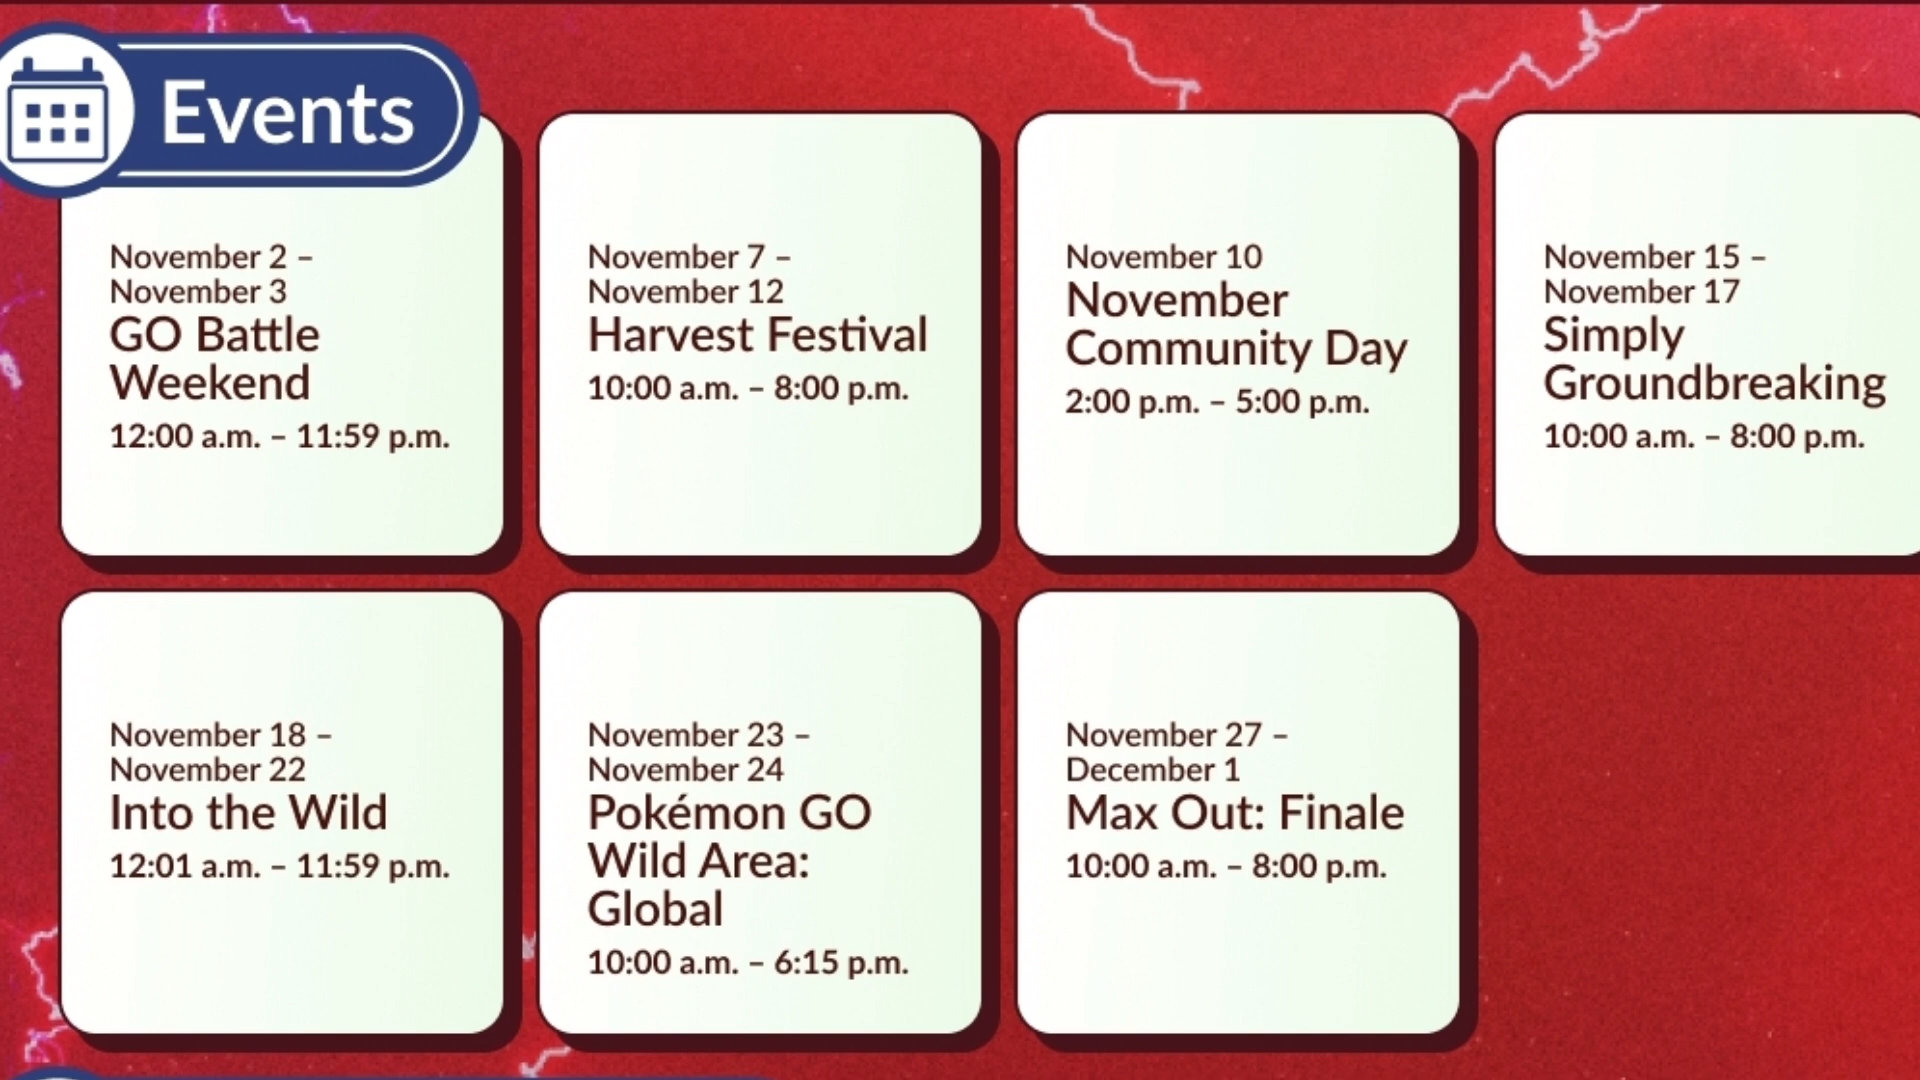 Events
November 2 –
November 3
GO Battle
Weekend
12:00 a.m. – 11:59 p.m.
November 7 –
November 12
Harvest Festival
10:00 a.m. – 8:00 p.m.
November 10
November
Community Day
2:00 p.m. – 5:00 p.m.
November 15 –
November 17
Simply
Groundbreaking
10:00 a.m. – 8:00 p.m.
November 18 –
November 22
Into the Wild
12:01 a.m. – 11:59 p.m.
November 23 –
November 24
Pokémon GO
Wild Area:
Global
10:00 a.m. – 6:15 p.m.
November 27 –
December 1
Max Out: Finale
10:00 a.m. – 8:00 p.m.